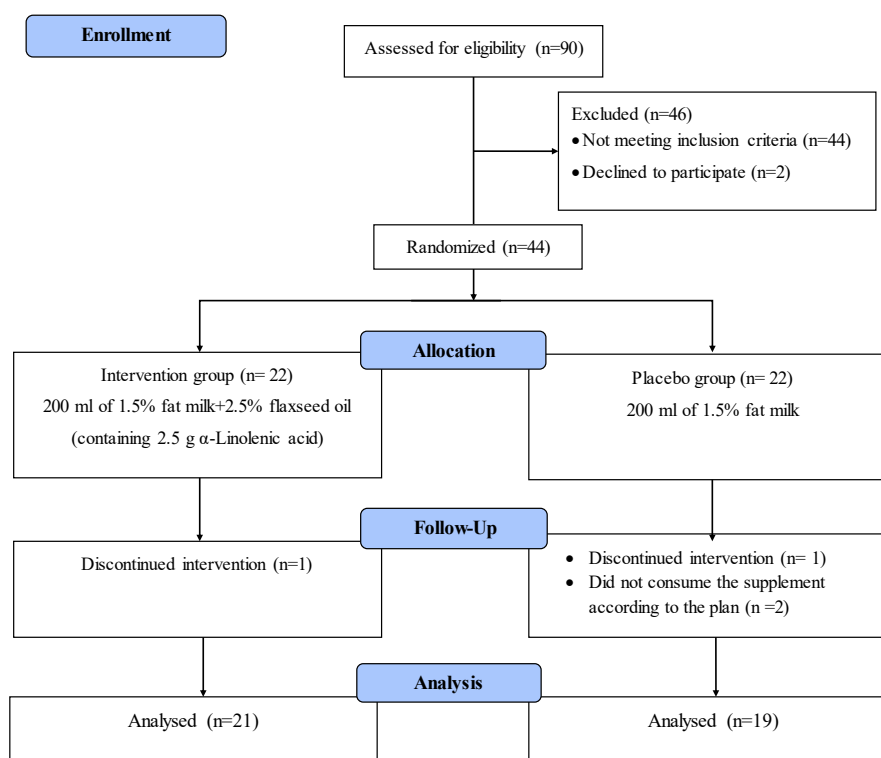 Enrollment
Assessed for eligibility (n=90)
Excluded (n=46)
•Not meeting inclusion criteria (n=44)
•Declined to participate (n=2)
Randomized (n=44)
Allocation
Intervention group (n= 22)
200 ml of 1.5% fat milk+2.5% flaxseed oil
(containing 2.5 g α-Linolenic acid)
Placebo group (n= 22)
200 ml of 1.5% fat milk
Follow-Up
Discontinued intervention (n=1)
• Discontinued intervention (n= 1)
• Did not consume the supplement
according to the plan (n =2)
Analysis
Analysed (n=21)
Analysed (n=19)